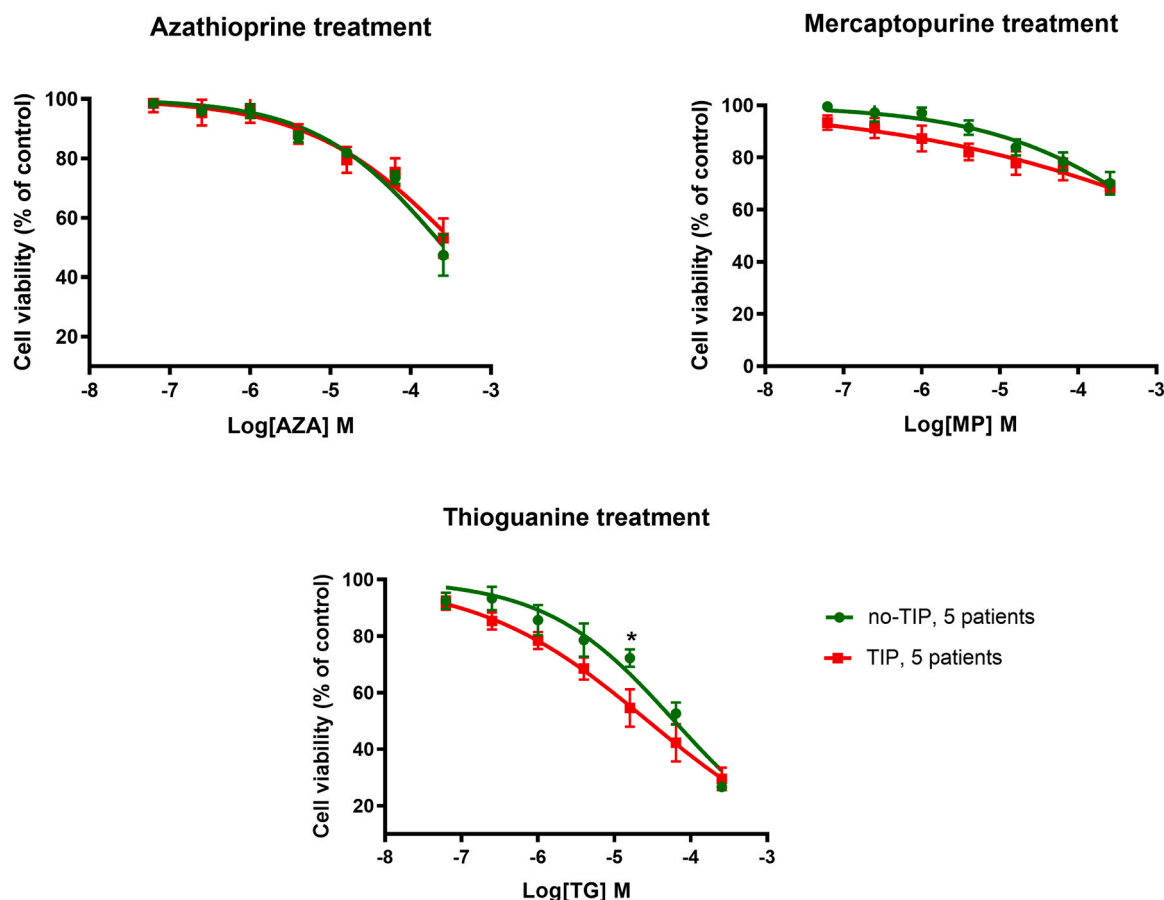 Azathioprine treatment
Cell viability (% of control)
100
80
60
40
20
-8 -7 -6 -5 -4 -3
Log[AZA] M
Mercaptopurine treatment
Cell viability (% of control)
100
80
60
40
20
0
-8 -7 -6 -5 -4 -3
Log[MP] M
Thioguanine treatment
Cell viability (% of control)
100
80
60
40
20
*
-8 -7 -6 -5 -4 -3
Log[TG] M
no-TIP, 5 patients
TIP, 5 patients